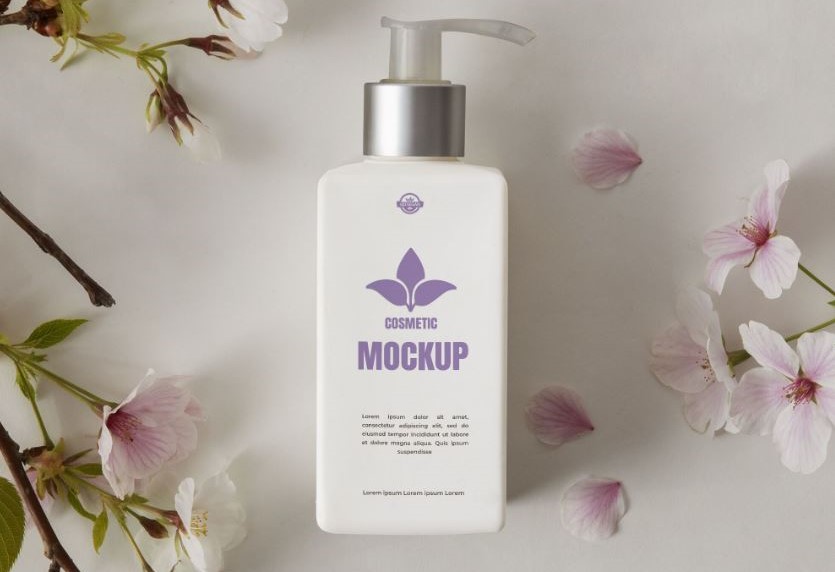 COSMETIC
MOCKUP
Lorem ipsum dolor sit amet,
consectetur adipiscing elit, sed do
eiusmod tempor incididunt ut labore
et dolore magna aliqua. Quis ipsum
suspendisse
Lorem ipsum Lorem ipsum Lorem